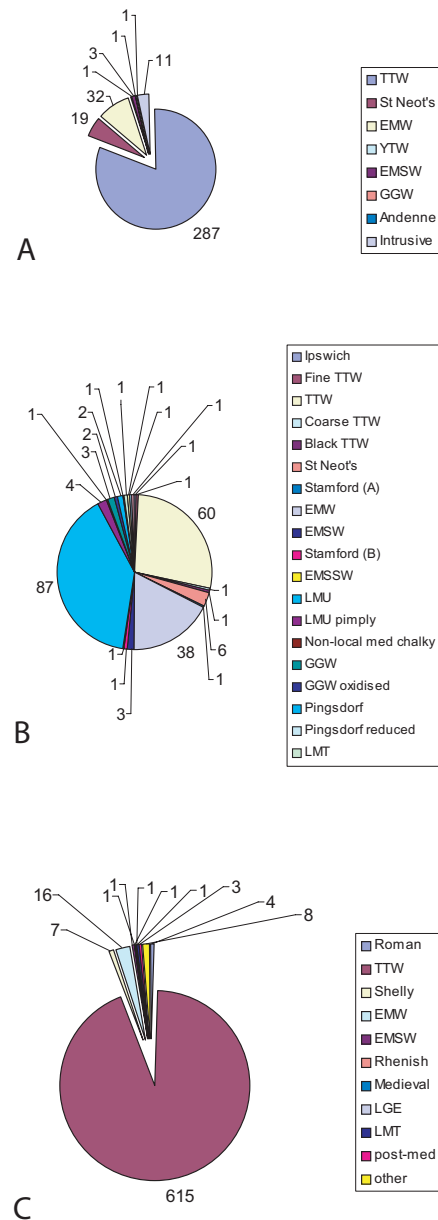 1
1
3
1
1
11
32
19
287
A
TTW
St Neot's
EMW
YTW
EMSW
GGW
Andenne
Intrusive
1
1
1
1
1
2
2
3
4
1
1
1
60
87
1
1
6
1
38
3
1
1
B
Ipswich
Fine TTW
TTW
Coarse TTW
Black TTW
St Neot's
Stamford (A)
EMW
EMSW
Stamford (B)
EMSSW
LMU
LMU pimply
Non-local med chalky
GGW
GGW oxidised
Pingsdorf
Pingsdorf reduced
LMT
16
7
1
1
1
1
1
3
4
8
615
C
Roman
TTW
Shelly
EMW
EMSW
Rhenish
Medieval
LGE
LMT
post-med
other